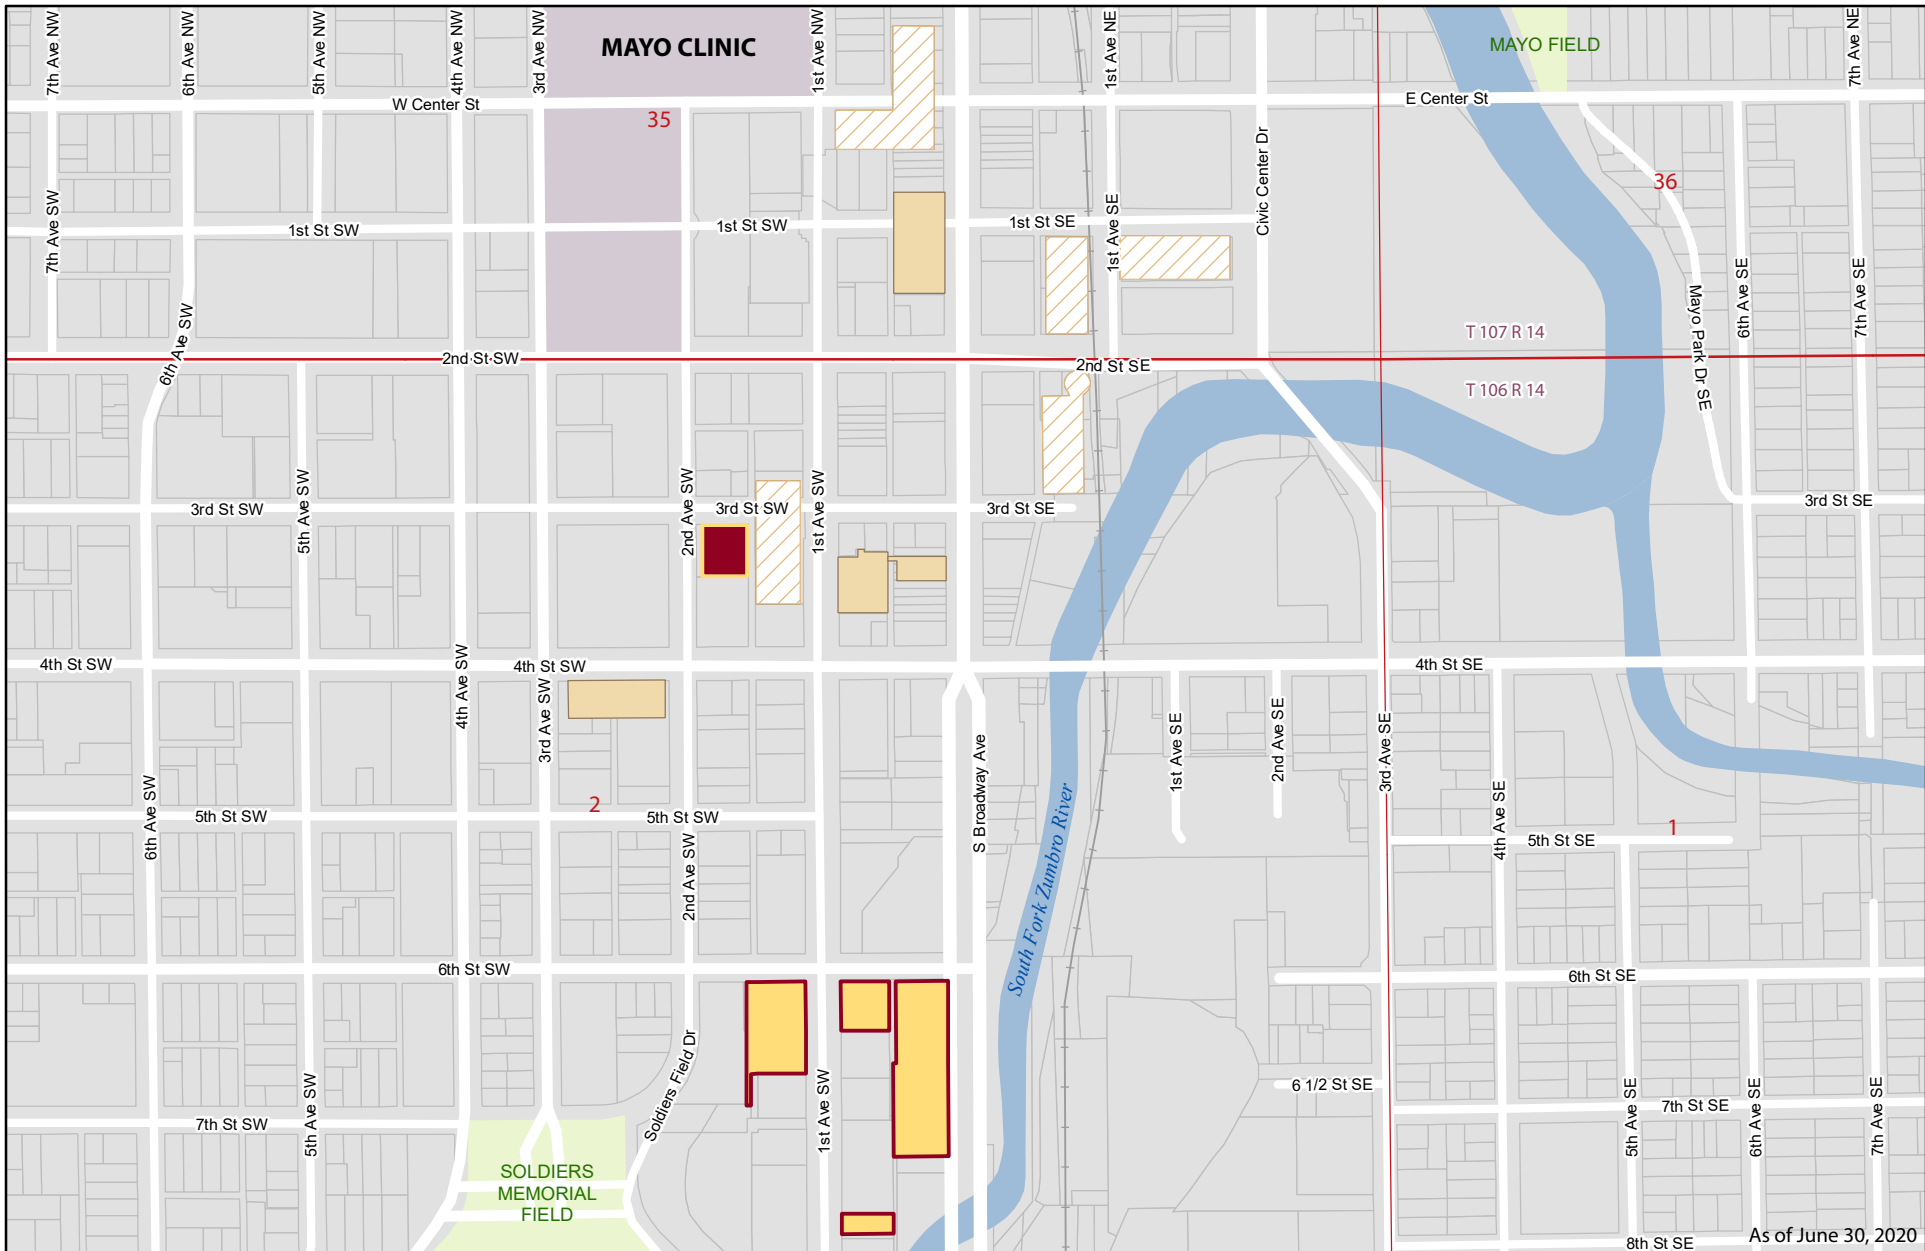 7th Ave NW
6th Ave NW
5th Ave NW
4th Ave NW
3rd Ave NW
MAYO CLINIC
1st Ave NW
1st Ave NE
MAYO FIELD
7th Ave NE
W Center St
E Center St
35
36
7th Ave SW
1st St SW
1st St SW
1st St SE
1st Ave SE
Civic Center Dr
6th Ave SW
Mayo Park Dr SE
6th Ave SE
7th Ave SE
T 107 R 14
2nd St SW
2nd St SE
T 106 R 14
3rd St SW
5th Ave SW
2nd Ave SW
3rd St SW
1st Ave SW
3rd St SE
3rd St SE
4th St SW
4th Ave SW
4th St SW
3rd Ave SW
4th St SE
S Broadway Ave
1st Ave SE
2nd Ave SE
3rd Ave SE
4th Ave SE
6th Ave SW
5th St SW
2
5th St SW
2nd Ave SW
South Fork Zumbro River
5th St SE
1
6th St SW
6th St SE
Soldiers Field Dr
5th Ave SW
7th St SW
1st Ave SW
6 1/2 St SE
7th St SE
5th Ave SE
6th Ave SE
7th Ave SE
SOLDIERS
MEMORIAL
FIELD
8th St SE
As of June 30, 2020